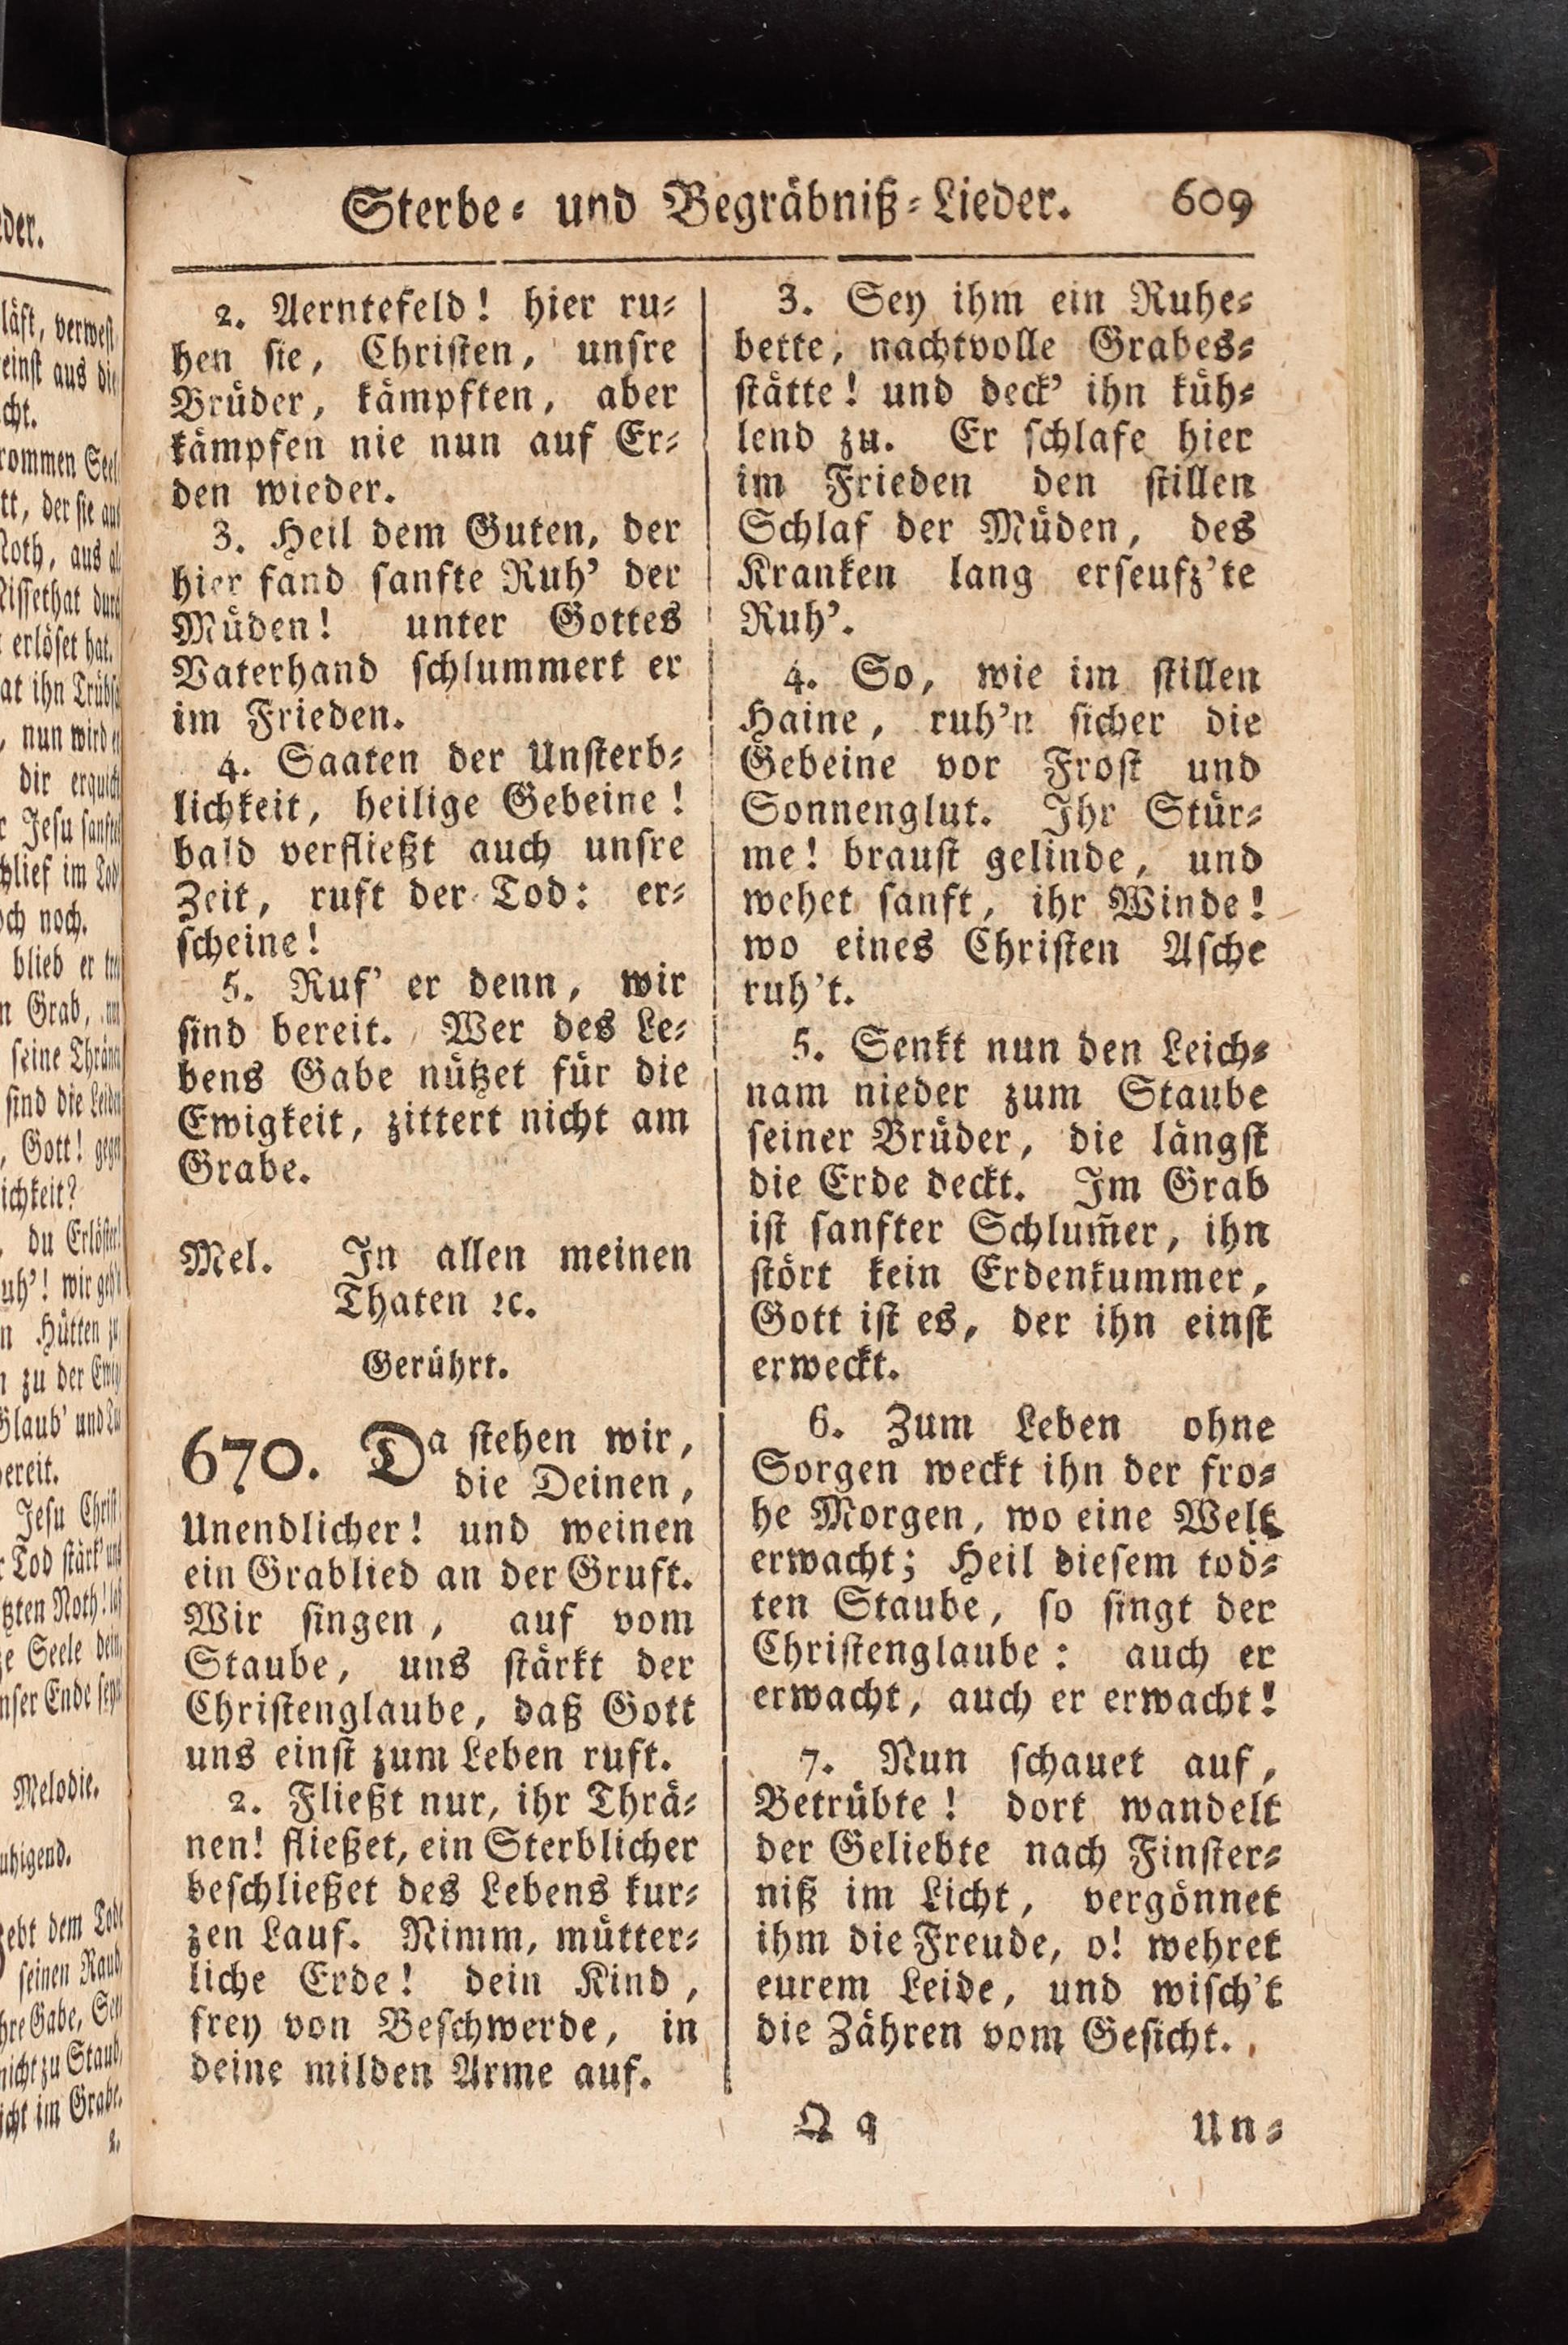 Sterbe- und Begräbniß-Lieder. 609
2. Aerntefeld! hier ru-
hen sie, Christen, unsre
Brüder, kämpften, aber
kämpfen nie nun auf Er-
den wieder.
3. Heil dem Guten, der
hier fand sanfte Ruh' der
Müden! unter Gottes
Vaterhand schlummert er
im Frieden.
4. Saaten der Unsterb-
lichkeit, heilige Gebeine!
bald verfließt auch unsre
Zeit, ruft der Tod: er-
scheine!
5. Ruf' er denn, wir
sind bereit. Wer des Le-
bens Gabe nützet für die
Ewigkeit, zittert nicht am
Grabe.
Mel. In allen meinen
Thaten ꝛc.
Gerührt.
670. Da stehen wir,
die Deinen,
Unendlicher! und weinen
ein Grablied an der Gruft.
Wir singen, auf vom
Staube, uns stärkt der
Christenglaube, daß Gott
uns einst zum Leben ruft.
2. Fließt nur, ihr Thrä-
nen! fließet, ein Sterblicher
beschließet des Lebens kur-
zen Lauf. Nimm, mütter-
liche Erde! dein Kind,
frey von Beschwerde, in
deine milden Arme auf.
3. Sey ihm ein Ruhe-
bette, nachtvolle Grabes-
stätte! und deck' ihn küh-
lend zu. Er schlafe hier
im Frieden den stillen
Schlaf der Müden, des
Kranken lang erseufz'te
Ruh'.
4. So, wie im stillen
Haine, ruh'n sicher die
Gebeine vor Frost und
Sonnenglut. Ihr Stür-
me! braust gelinde, und
wehet sanft, ihr Winde!
wo eines Christen Asche
ruh't.
5. Senkt nun den Leich-
nam nieder zum Staube
seiner Brüder, die längst
die Erde deckt. Im Grab
ist sanfter Schlum̄er, ihn
stört kein Erdenkummer,
Gott ist es, der ihn einst
erweckt.
6. Zum Leben ohne
Sorgen weckt ihn der fro-
he Morgen, wo eine Welt
erwacht; Heil diesem tod-
ten Staube, so singt der
Christenglaube: auch er
erwacht, auch er erwacht!
7. Nun schauet auf,
Betrübte! dort wandelt
der Geliebte nach Finster-
niß im Licht, vergönnet
ihm die Freude, o! wehret
eurem Leide, und wisch't
die Zähren vom Gesicht.
Q q Un-